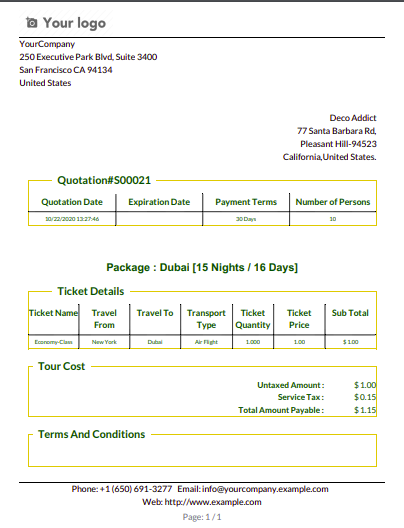 Your logo
YourCompany
250 Executive Park Blvd, Suite 3400
San Francisco CA 94134
United States
Deco Addict
77 Santa Barbara Rd,
Pleasant Hill-94523
California,United States.
Quotation#S00021
Quotation Date Expiration Date Payment Terms Number of Persons
10/22/2020 13:27:46 30 Days 10
Package : Dubai [15 Nights / 16 Days]
Ticket Details
Ticket Name Travel From Travel To Transport Type Ticket Quantity Ticket Price Sub Total
Economy-Class New York Dubai Air Flight 1.000 1.00 $ 1.00
Tour Cost
Untaxed Amount : $ 1.00
Service Tax : $ 0.15
Total Amount Payable : $ 1.15
Terms And Conditions
Phone: +1 (650) 691-3277 Email: info@yourcompany.example.com
Web: http://www.example.com
Page: 1 / 1